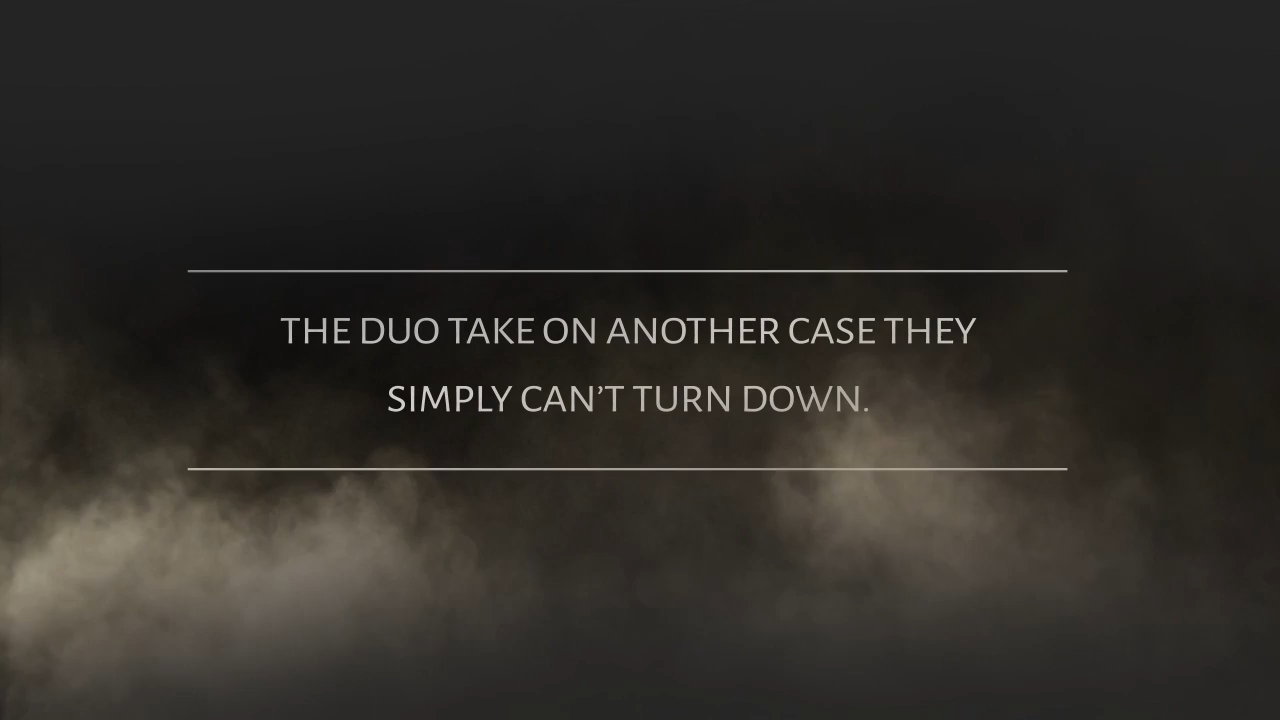 THE DUO TAKE ON ANOTHER CASE THEY
SIMPLY CAN’T TURN DOWN.